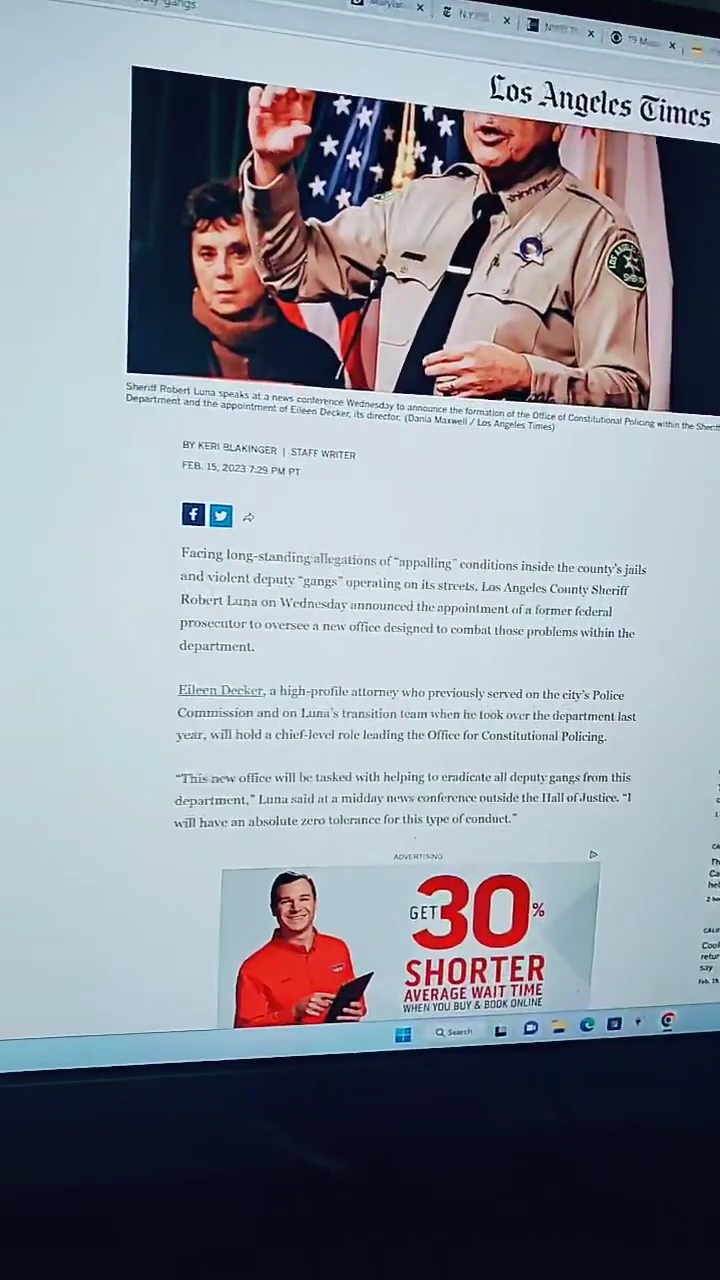 gangs
N.Y.
Los Angeles Times
LOS ANGELES
Sheriff Robert Luna speaks at a news conference Wednesday to announce the formation of the Office of Constitutional Policing within the Sheriff
Department and the appointment of Eileen Decker, its director. (Dania Maxwell / Los Angeles Times)
BY KERI BLAKINGER | STAFF WRITER
FEB. 15, 2023 7:29 PM PT
Facing long-standing allegations of “appalling” conditions inside the county’s jails
and violent deputy “gangs” operating on its streets, Los Angeles County Sheriff
Robert Luna on Wednesday announced the appointment of a former federal
prosecutor to oversee a new office designed to combat those problems within the
department.
Eileen Decker, a high-profile attorney who previously served on the city’s Police
Commission and on Luna’s transition team when he took over the department last
year, will hold a chief-level role leading the Office for Constitutional Policing.
“This new office will be tasked with helping to eradicate all deputy gangs from this
department,” Luna said at a midday news conference outside the Hall of Justice. “I
will have an absolute zero tolerance for this type of conduct.”
ADVERTISING
GET 30%
SHORTER
AVERAGE WAIT TIME
WHEN YOU BUY & BOOK ONLINE
Search